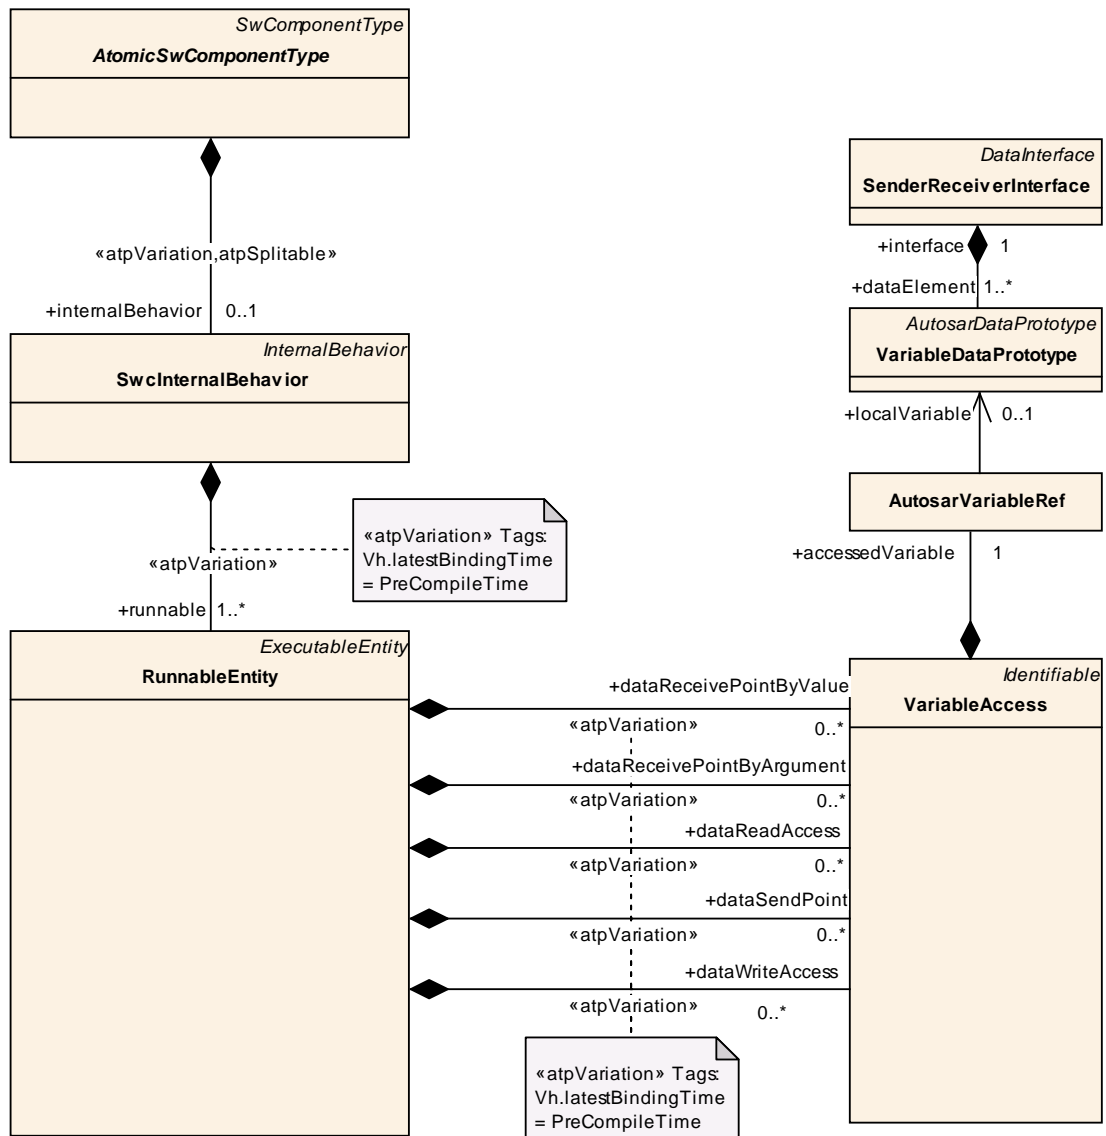 SwComponentType
AtomicSwComponentType
DataInterface
SenderReceiverInterface
«atpVariation,atpSplitable»
+interface 1
+dataElement 1..*
+internalBehavior 0..1
AutosarDataPrototype
VariableDataPrototype
InternalBehavior
SwcInternalBehavior
+localVariable 0..1
AutosarVariableRef
«atpVariation» Tags:
Vh.latestBindingTime
= PreCompileTime
«atpVariation»
+accessedVariable 1
+runnable 1..*
ExecutableEntity
RunnableEntity
Identifiable
VariableAccess
+dataReceivePointByValue
«atpVariation» 0..*
+dataReceivePointByArgument
«atpVariation» 0..*
+dataReadAccess
«atpVariation» 0..*
+dataSendPoint
«atpVariation» 0..*
+dataWriteAccess
«atpVariation» 0..*
«atpVariation» Tags:
Vh.latestBindingTime
= PreCompileTime